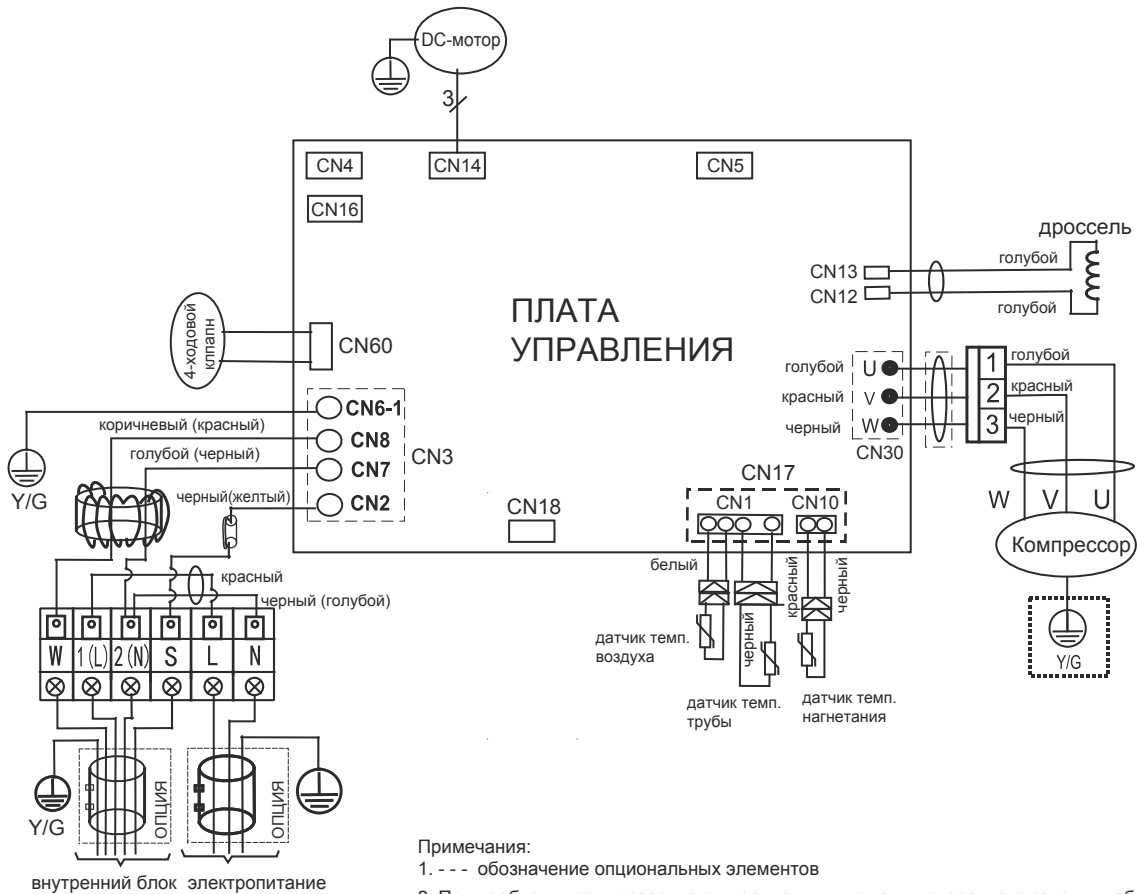 DC-мотор
3
CN4
CN14
CN5
CN16
дроссель
CN13
голубой
CN12
голубой
ПЛАТА
УПРАВЛЕНИЯ
4-ходовой
клпапн
CN60
голубой
U
1
голубой
красный
V
2
красный
черный
W
3
черный
CN30
CN6-1
коричневый (красный)
CN8
CN3
голубой (черный)
CN7
Y/G
черный(желтый)
CN2
CN18
CN17
CN1
CN10
W
V
U
Компрессор
белый
красный
черный
красный
черный (голубой)
черный
датчик темп.
воздуха
Y/G
W
1 (L)
2 (N)
S
L
N
датчик темп.
трубы
датчик темп.
нагнетания
ОПЦИЯ
ОПЦИЯ
Y/G
внутренний блок
электропитание
Примечания:
1. - - - обозначение опциональных элементов